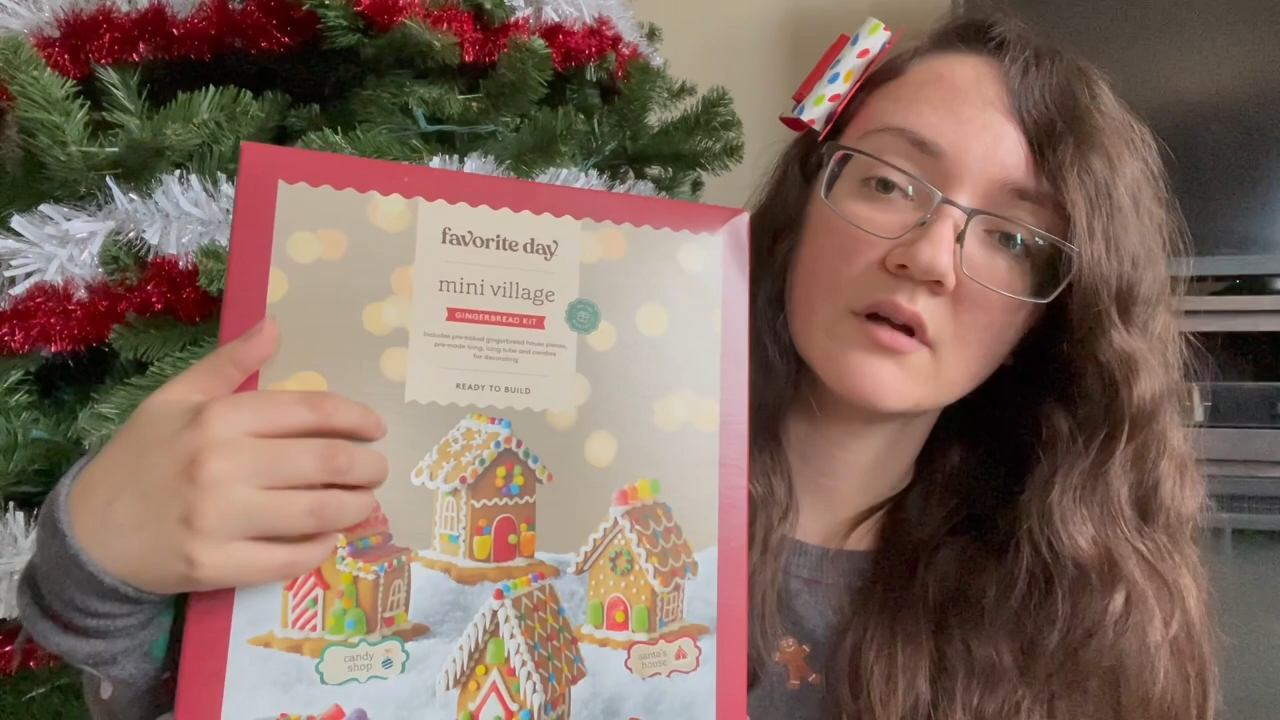 favorite day
mini village
GINGERBREAD KIT
Includes pre-baked gingerbread house pieces,
pre-made icing, icing tube and candies
for decorating
READY TO BUILD
candy
shop
santa's
house